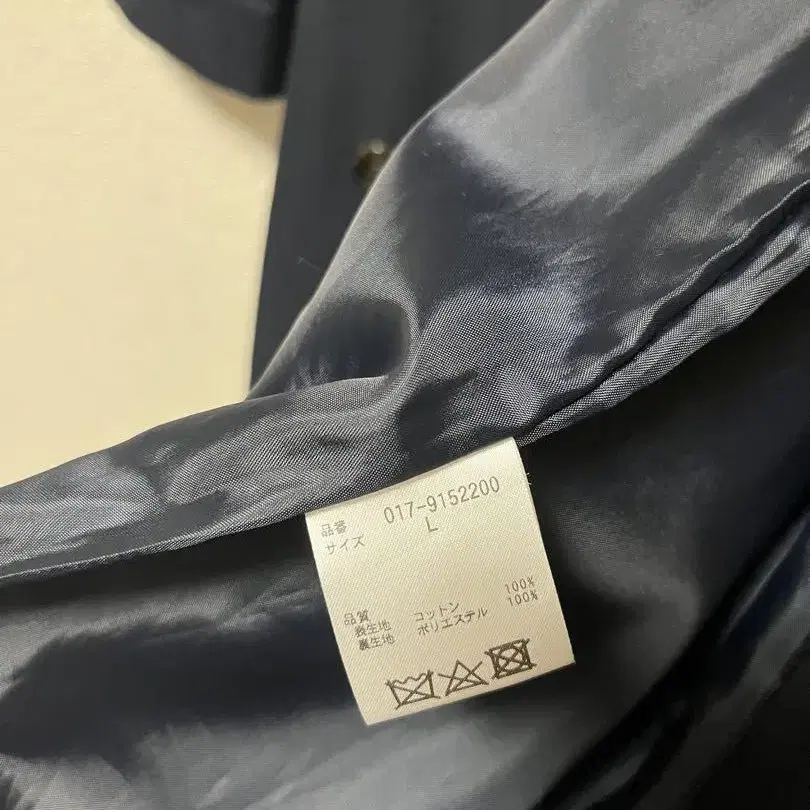 品番 017-9152200
サイズ L
品質
表生地 コットン 100%
裏生地 ポリエステル 100%